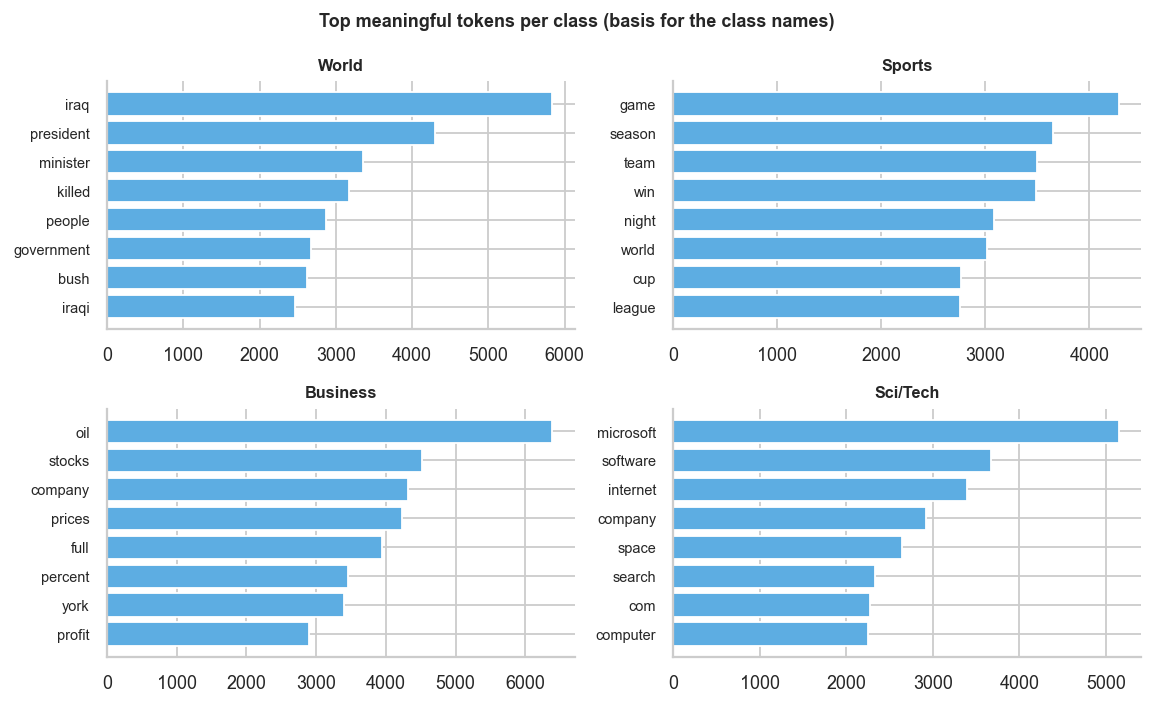 Top meaningful tokens per class (basis for the class names)
World
iraq
president
minister
killed
people
government
bush
iraqi
0 1000 2000 3000 4000 5000 6000
Sports
game
season
team
win
night
world
cup
league
0 1000 2000 3000 4000
Business
oil
stocks
company
prices
full
percent
york
profit
0 1000 2000 3000 4000 5000 6000
Sci/Tech
microsoft
software
internet
company
space
search
com
computer
0 1000 2000 3000 4000 5000